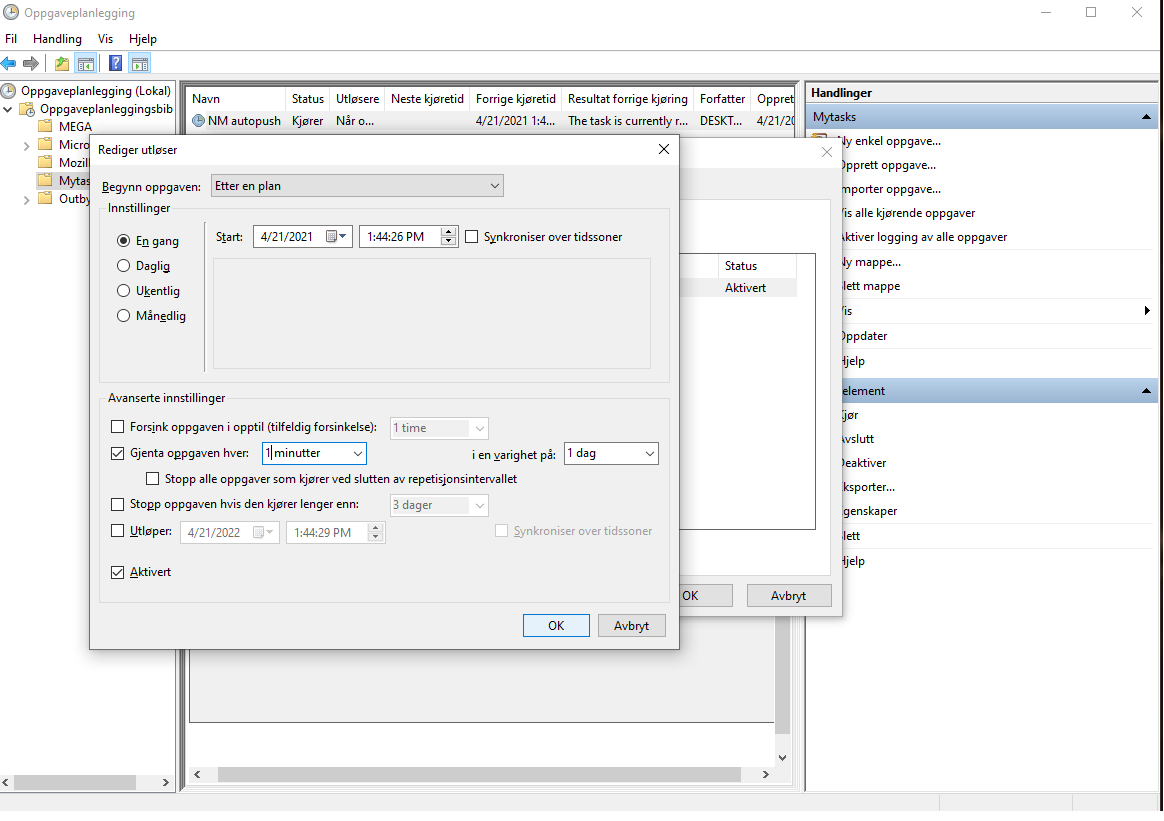 Oppgaveplanlegging
Fil Handling Vis Hjelp
Oppgaveplanlegging (Lokal)
Oppgaveplanleggingsbib
MEGA
Micro
Mozill
Mytas
Outby
Navn Status Utløsere Neste kjøretid Forrige kjøretid Resultat forrige kjøring Forfatter Oppret
NM autopush Kjører Når o... 4/21/2021 1:4... The task is currently r... DESKT... 4/21/20
Rediger utløser
Begynn oppgaven: Etter en plan
Innstillinger
En gang
Daglig
Ukentlig
Månedlig
Start: 4/21/2021 1:44:26 PM Synkroniser over tidssoner
Avanserte innstillinger
Forsink oppgaven i opptil (tilfeldig forsinkelse): 1 time
Gjenta oppgaven hver: 1 minutter i en varighet på: 1 dag
Stopp alle oppgaver som kjører ved slutten av repetisjonsintervallet
Stopp oppgaven hvis den kjører lenger enn: 3 dager
Utløper: 4/21/2022 1:44:29 PM Synkroniser over tidssoner
Aktivert
OK Avbryt
Status
Aktivert
OK Avbryt
Handlinger
Mytasks
Ny enkel oppgave...
Opprett oppgave...
mporter oppgave...
Vis alle kjørende oppgaver
Aktiver logging av alle oppgaver
Ny mappe...
Slett mappe
Vis
Oppdater
Hjelp
element
jør
Avslutt
Deaktiver
ksporter...
genskaper
lett
Hjelp